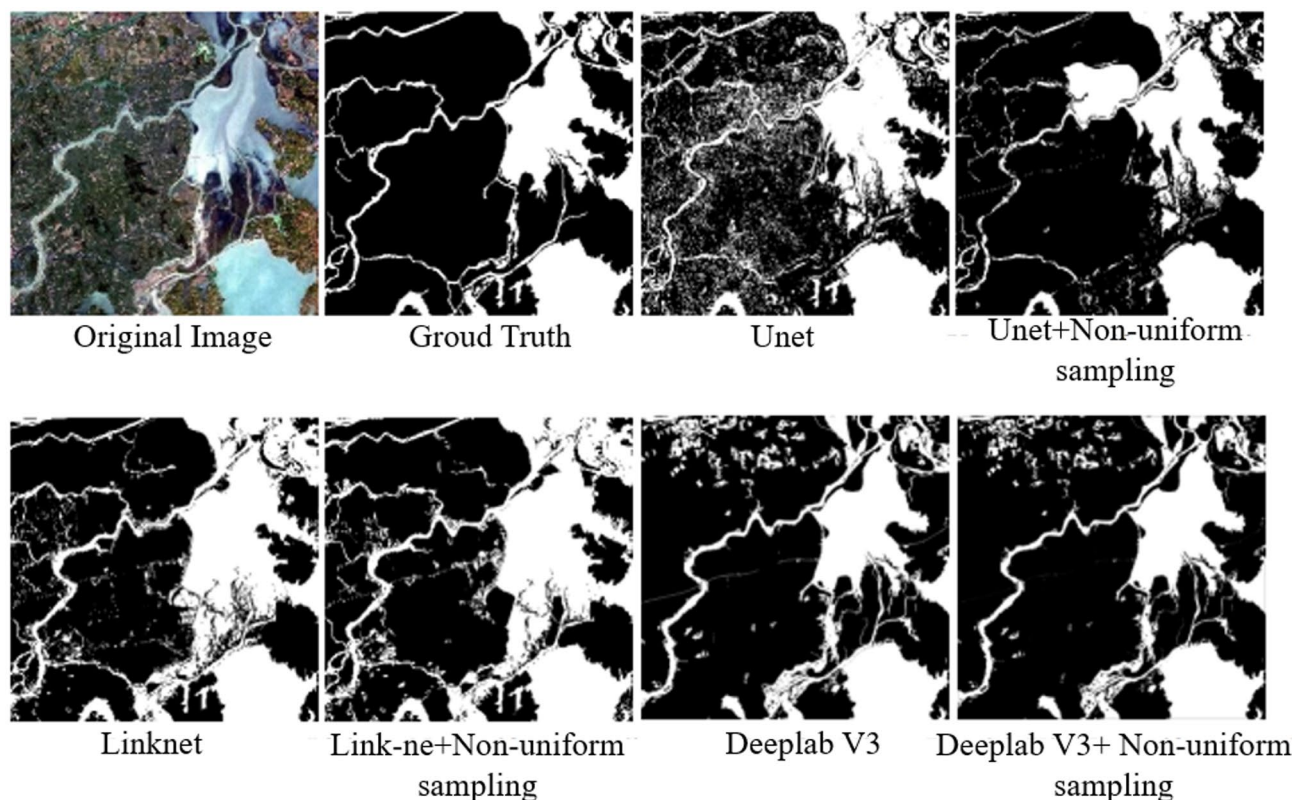 Original Image
Groud Truth
Unet
Unet+Non-uniform
sampling
Linknet
Link-ne+Non-uniform
sampling
Deeplab V3
Deeplab V3+ Non-uniform
sampling